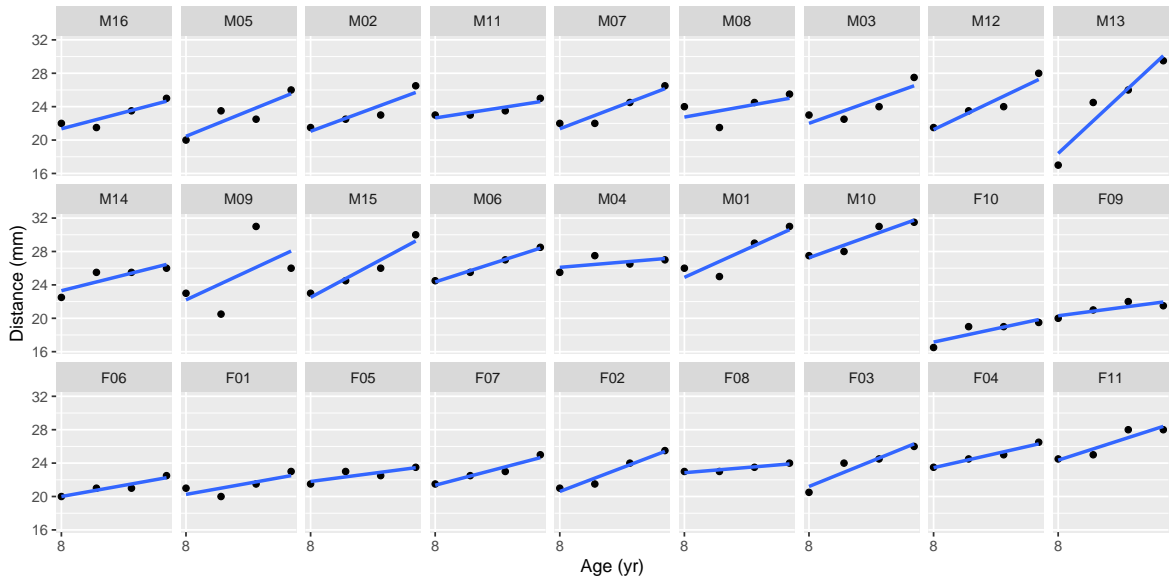 M16 M05 M02 M11 M07 M08 M03 M12 M13
32
28
24
20
16
M14 M09 M15 M06 M04 M01 M10 F10 F09
32
28
24
20
16
Distance (mm)
F06 F01 F05 F07 F02 F08 F03 F04 F11
32
28
24
20
16
8 8 8 8 8 8 8 8 8
Age (yr)